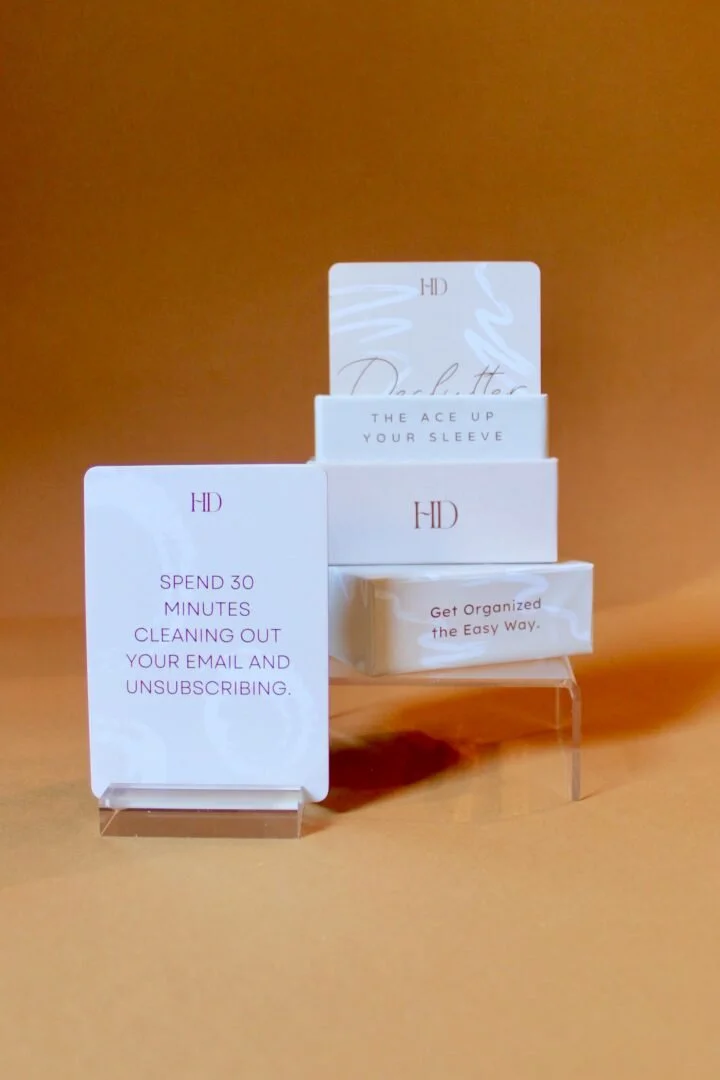 HD
Declutter
THE ACE UP
YOUR SLEEVE
HD
Get Organized
the Easy Way.
HD
SPEND 30
MINUTES
CLEANING OUT
YOUR EMAIL AND
UNSUBSCRIBING.